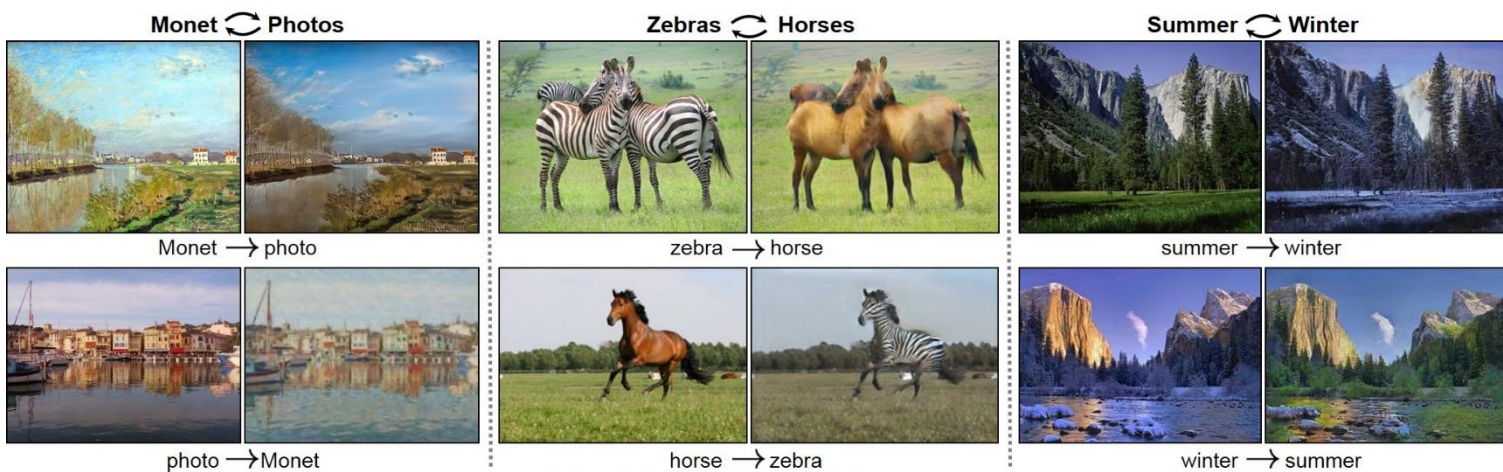 Monet ⇄ Photos
Zebras ⇄ Horses
Summer ⇄ Winter
Monet → photo
zebra → horse
summer → winter
photo → Monet
horse → zebra
winter → summer